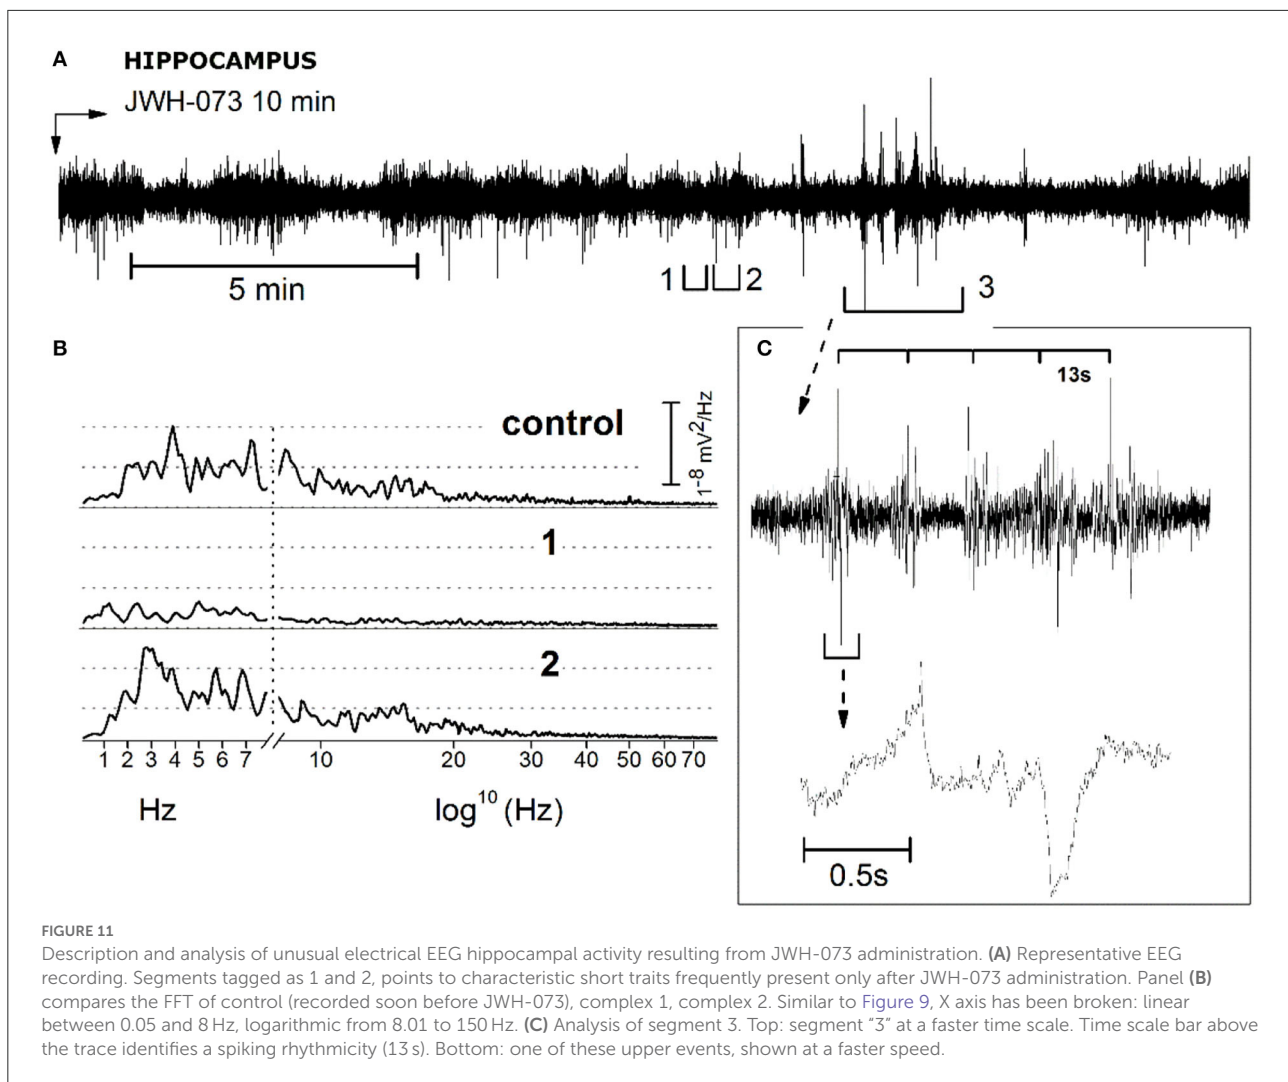 A
HIPPOCAMPUS
JWH-073 10 min
5 min
1
2
3
B
control
1⁻⁸ mV²/Hz
1
2
1 2 3 4 5 6 7 10 20 30 40 50 60 70
Hz
log¹⁰ (Hz)
C
13s
0.5s
FIGURE 11
Description and analysis of unusual electrical EEG hippocampal activity resulting from JWH-073 administration. (A) Representative EEG
recording. Segments tagged as 1 and 2, points to characteristic short traits frequently present only after JWH-073 administration. Panel (B)
compares the FFT of control (recorded soon before JWH-073), complex 1, complex 2. Similar to Figure 9, X axis has been broken: linear
between 0.05 and 8 Hz, logarithmic from 8.01 to 150 Hz. (C) Analysis of segment 3. Top: segment “3” at a faster time scale. Time scale bar above
the trace identifies a spiking rhythmicity (13 s). Bottom: one of these upper events, shown at a faster speed.